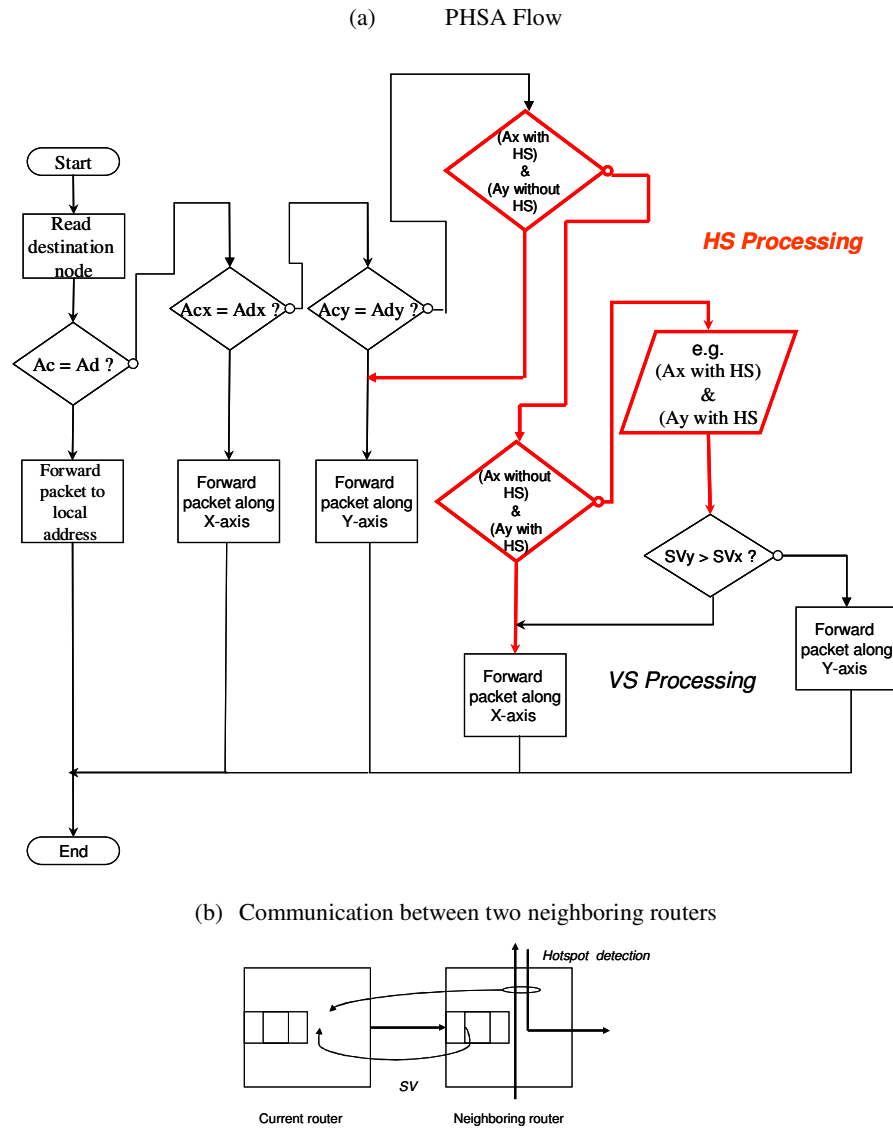 (a) PHSA Flow
Start
Read
destination
node
Ac = Ad ?
Forward
packet to
local
address
Acx = Adx ?
Forward
packet along
X-axis
Acy = Ady ?
Forward
packet along
Y-axis
(Ax with
HS)
&
(Ay without
HS)
HS Processing
(Ax without
HS)
&
(Ay with
HS)
e.g.
(Ax with HS)
&
(Ay with HS
SVy > SVx ?
Forward
packet along
X-axis
VS Processing
Forward
packet along
Y-axis
End
(b) Communication between two neighboring routers
Hotspot detection
SV
Current router
Neighboring router